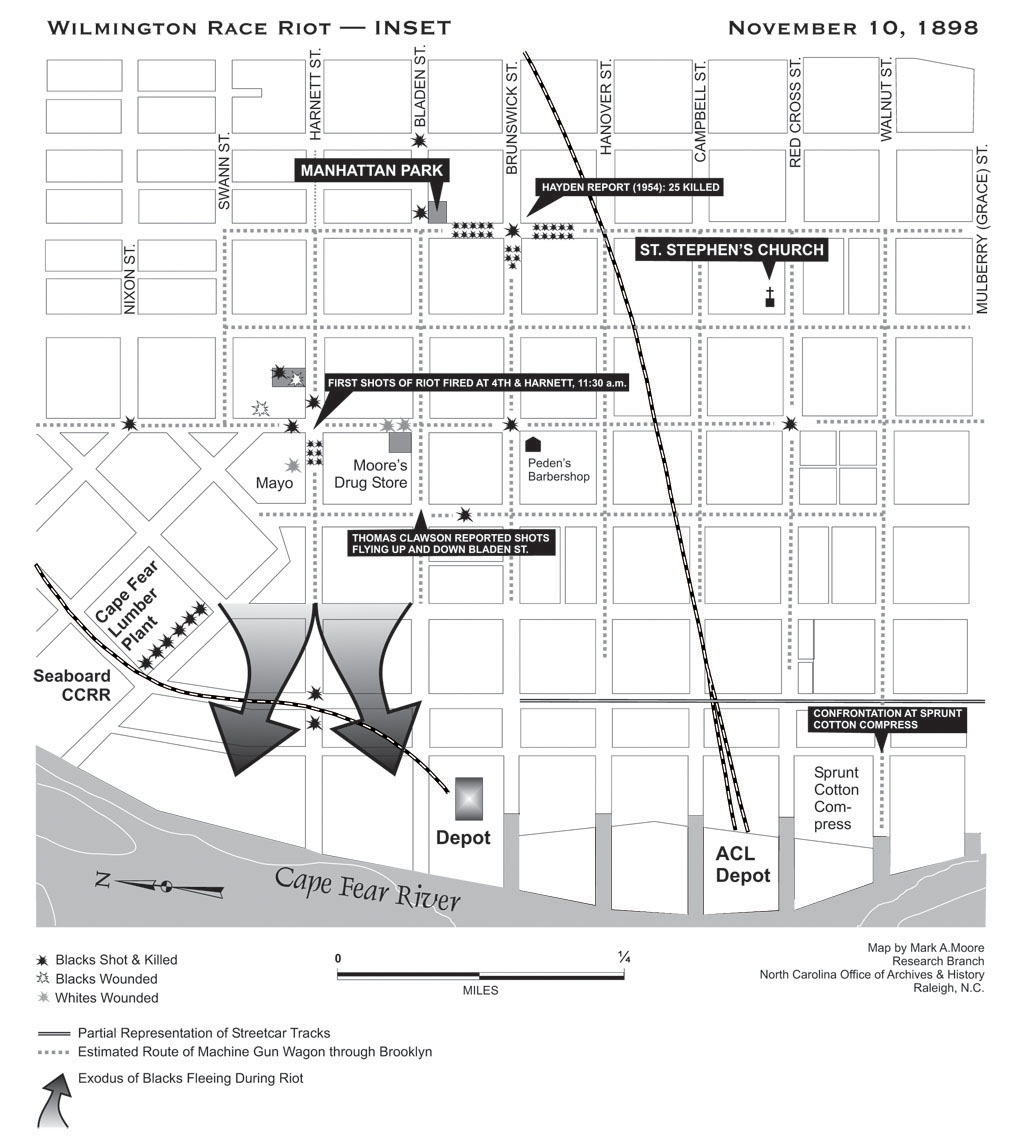 Wilmington Race Riot — INSET
November 10, 1898
HARNETT ST.
BLADEN ST.
BRUNSWICK ST.
HANOVER ST.
CAMPBELL ST.
RED CROSS ST.
WALNUT ST.
SWANN ST.
MULBERRY (GRACE) ST.
NIXON ST.
MANHATTAN PARK
HAYDEN REPORT (1954): 25 KILLED
ST. STEPHEN'S CHURCH
FIRST SHOTS OF RIOT FIRED AT 4TH & HARNETT, 11:30 a.m.
Mayo
Moore's
Drug Store
Peden's
Barbershop
THOMAS CLAWSON REPORTED SHOTS
FLYING UP AND DOWN BLADEN ST.
Cape Fear
Lumber
Plant
Seaboard
CCRR
CONFRONTATION AT SPRUNT
COTTON COMPRESS
Sprunt
Cotton
Com-
press
Depot
ACL
Depot
N
Cape Fear River
Blacks Shot & Killed
Blacks Wounded
Whites Wounded
0
¼
MILES
Map by Mark A.Moore
Research Branch
North Carolina Office of Archives & History
Raleigh, N.C.
Partial Representation of Streetcar Tracks
Estimated Route of Machine Gun Wagon through Brooklyn
Exodus of Blacks Fleeing During Riot